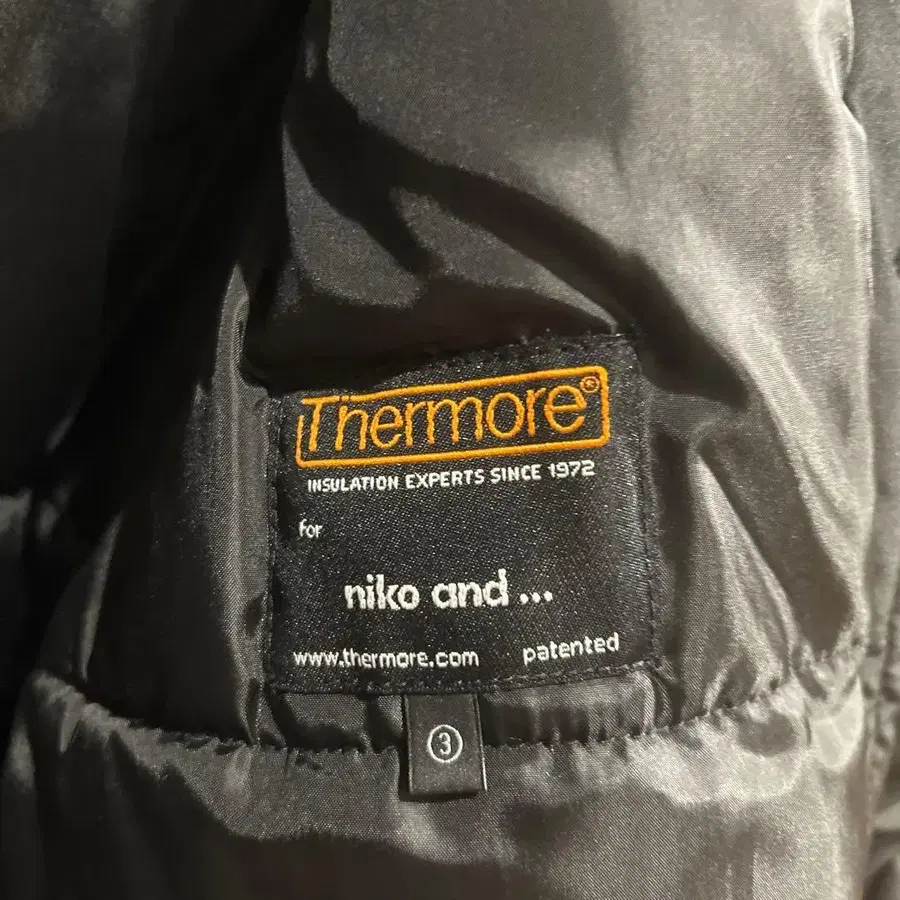 Thermore®
INSULATION EXPERTS SINCE 1972
For
niko and ...
www.thermore.com patented
③